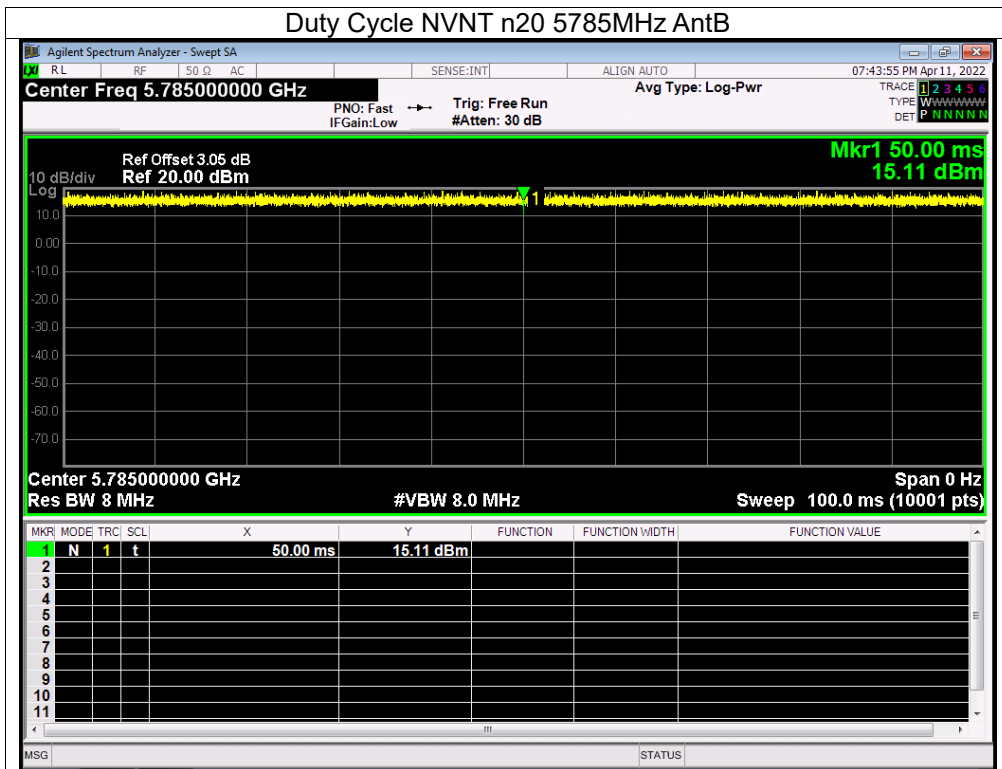 Duty Cycle NVNT n20 5785MHz AntB
Agilent Spectrum Analyzer - Swept SA
LXI RL RF 50 Ω AC SENSE:INT ALIGN AUTO 07:43:55 PM Apr 11, 2022
Center Freq 5.785000000 GHz Avg Type: Log-Pwr TRACE 1 2 3 4 5 6
PNO: Fast Trig: Free Run TYPE WWWWWW
IFGain:Low #Atten: 30 dB DET P N N N N N
Mkr1 50.00 ms
Ref Offset 3.05 dB
10 dB/div Ref 20.00 dBm 15.11 dBm
Log
1
10.0
0.00
-10.0
-20.0
-30.0
-40.0
-50.0
-60.0
-70.0
Center 5.785000000 GHz Span 0 Hz
Res BW 8 MHz #VBW 8.0 MHz Sweep 100.0 ms (10001 pts)
MKR MODE TRC SCL X Y FUNCTION FUNCTION WIDTH FUNCTION VALUE
1 N 1 t 50.00 ms 15.11 dBm
2
3
4
5
6
7
8
9
10
11
MSG STATUS